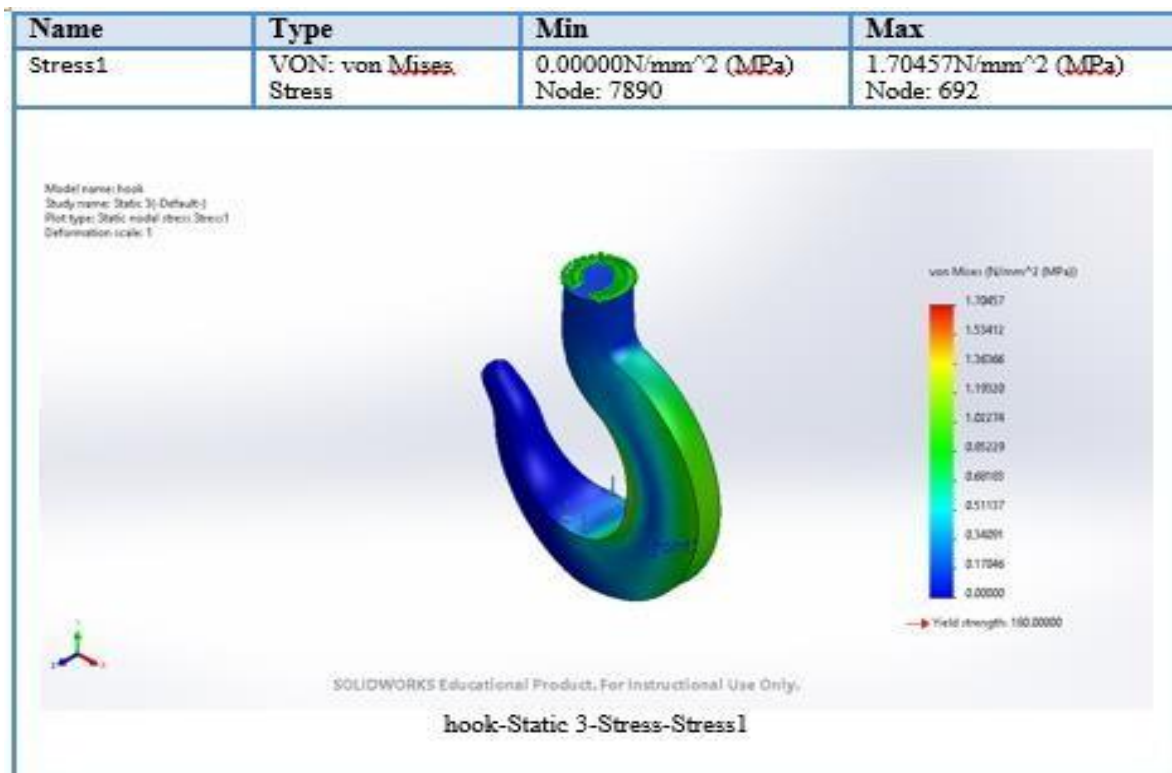 Name Type Min Max
Stress1 VON: von Mises 0.00000N/mm^2 (MPa) 1.70457N/mm^2 (MPa)
Stress Node: 7890 Node: 692
Model name: hook
Study name: Static 3(-Default-)
Plot type: Static nodal stress Stress1
Deformation scale: 1
von Mises (N/mm^2 (MPa))
1.70457
1.53412
1.36366
1.19320
1.02274
0.85229
0.68183
0.51137
0.34091
0.17046
0.00000
Yield strength: 180.00000
SOLIDWORKS Educational Product. For Instructional Use Only.
hook-Static 3-Stress-Stress1